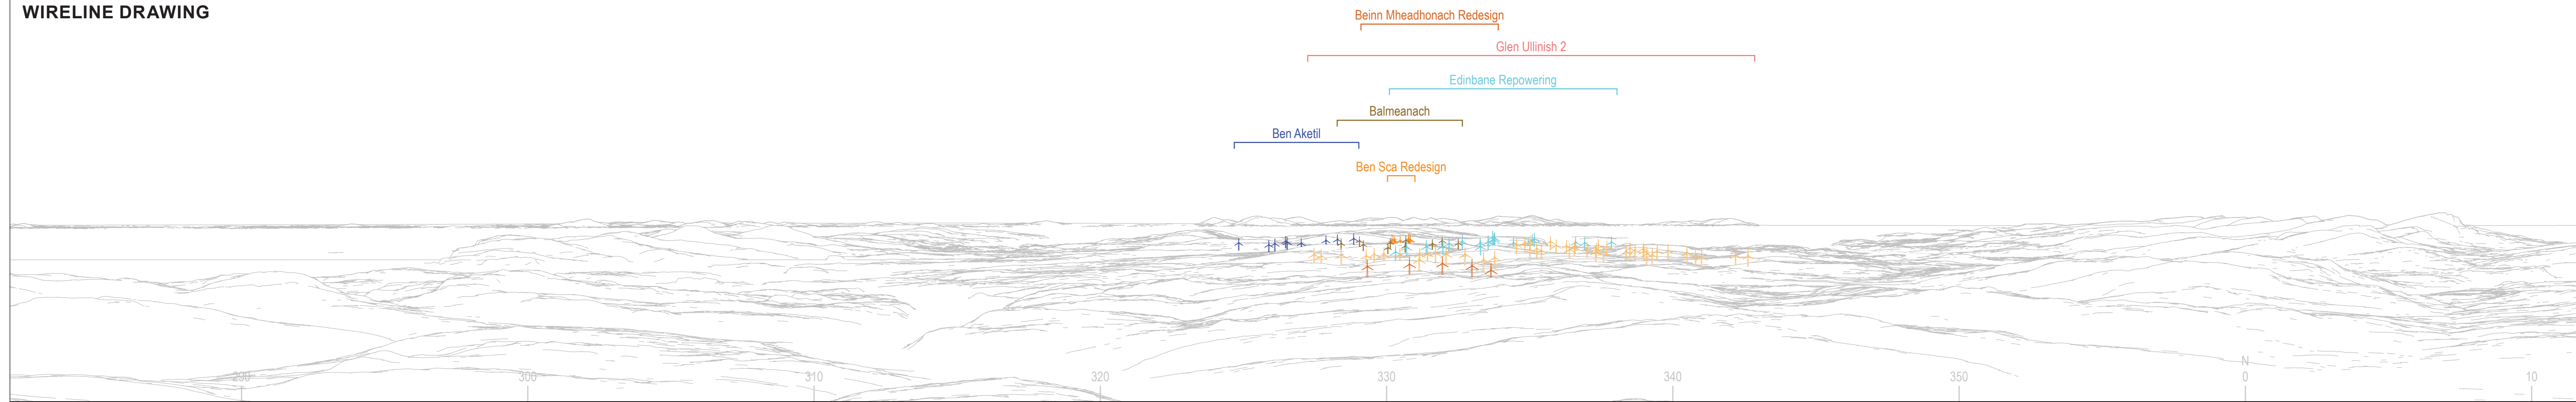 WIRELINE DRAWING
Beinn Mheadhonach Redesign
Glen Ullinish 2
Edinbane Repowering
Balmeanach
Ben Aketil
Ben Sca Redesign
N
290 300 310 320 330 340 350 0 10